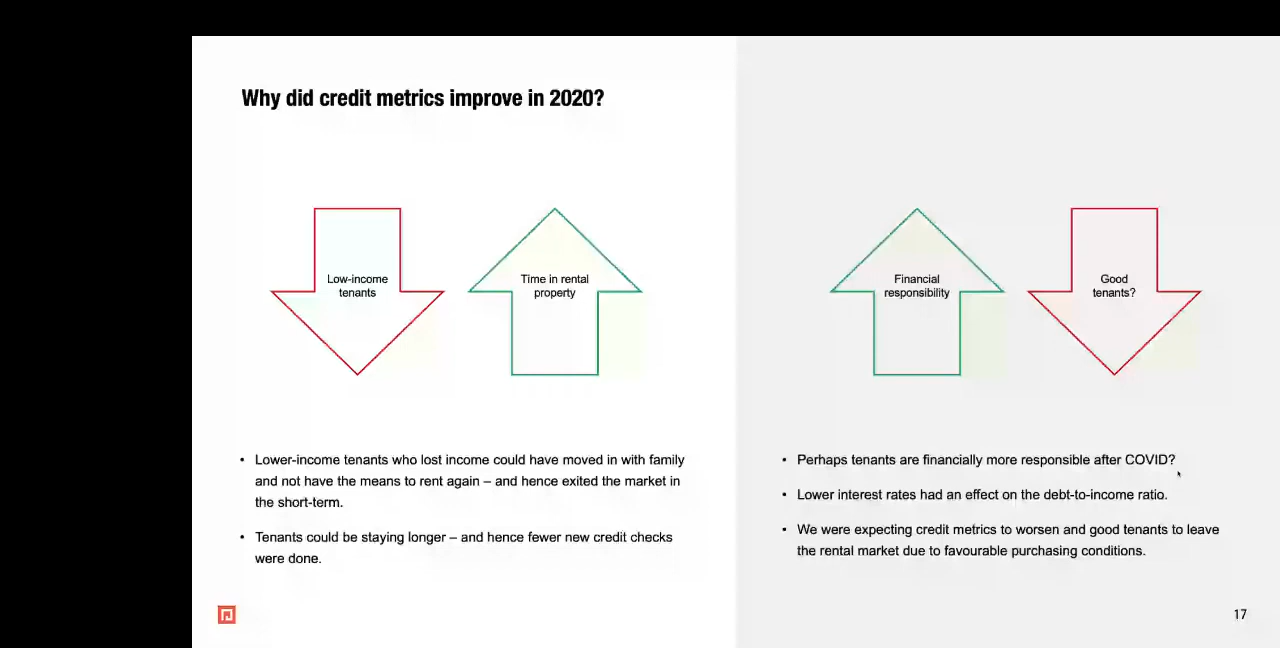 Why did credit metrics improve in 2020?
Low-income
tenants
Time in rental
property
Financial
responsibility
Good
tenants?
• Lower-income tenants who lost income could have moved in with family
and not have the means to rent again – and hence exited the market in
the short-term.
• Tenants could be staying longer – and hence fewer new credit checks
were done.
• Perhaps tenants are financially more responsible after COVID?
• Lower interest rates had an effect on the debt-to-income ratio.
• We were expecting credit metrics to worsen and good tenants to leave
the rental market due to favourable purchasing conditions.
17